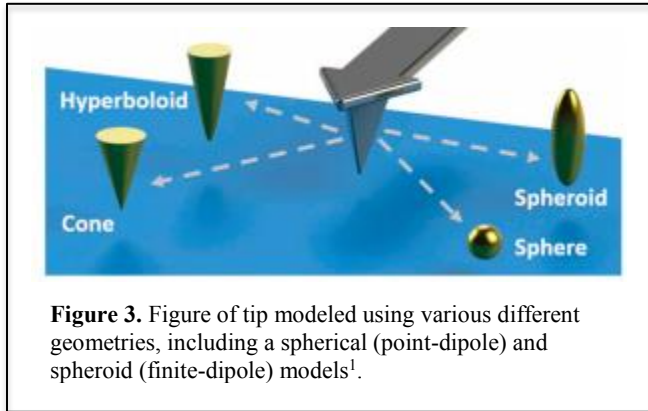 Hyperboloid
Cone
Spheroid
Sphere
Figure 3. Figure of tip modeled using various different
geometries, including a spherical (point-dipole) and
spheroid (finite-dipole) models¹.